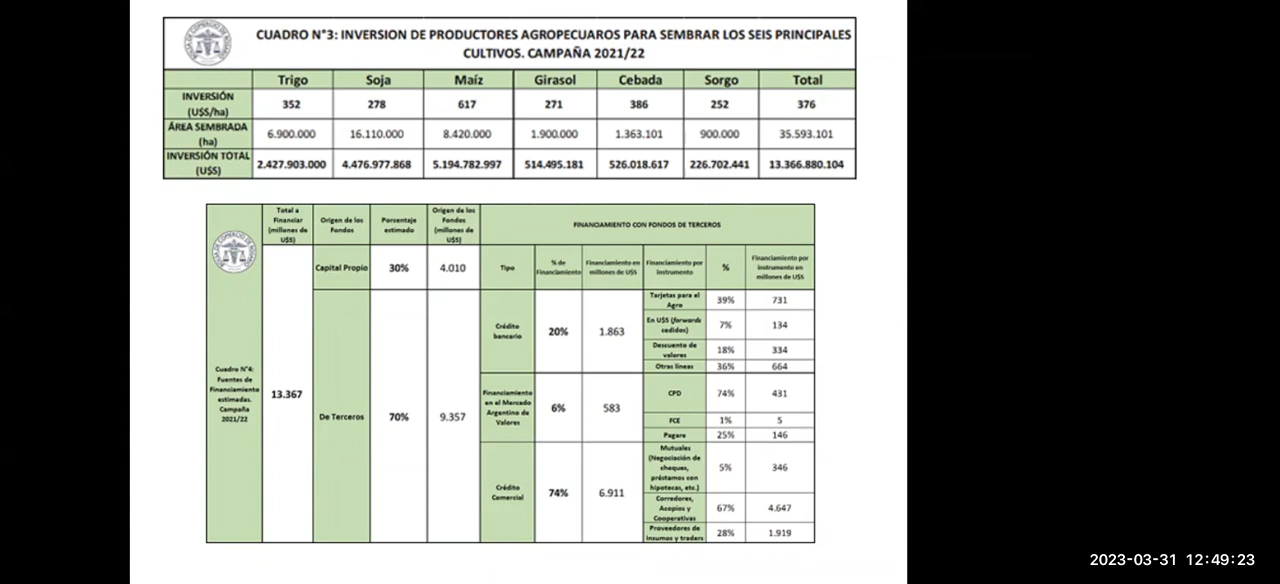 CUADRO N°3: INVERSION DE PRODUCTORES AGROPECUAROS PARA SEMBRAR LOS SEIS PRINCIPALES
CULTIVOS. CAMPAÑA 2021/22
Trigo Soja Maíz Girasol Cebada Sorgo Total
INVERSIÓN
(U$S/ha)
352 278 617 271 386 252 376
ÁREA SEMBRADA
(ha)
6.900.000 16.110.000 8.420.000 1.900.000 1.363.101 900.000 35.593.101
INVERSIÓN TOTAL
(U$S)
2.427.903.000 4.476.977.868 5.194.782.997 514.495.181 526.018.617 226.702.441 13.366.880.104
Cuadro N°4:
Fuentes de
Financiamiento
estimadas.
Campaña
2021/22
Total a
Financiar
(millones de
U$S)
Origen de los
Fondos
Porcentaje
estimado
Origen de los
Fondos
(millones de
U$S)
FINANCIAMIENTO CON FONDOS DE TERCEROS
13.367
Capital Propio 30% 4.010
Tipo
% de
Financiamiento
Financiamiento en
millones de U$S
Financiamiento por
instrumento
%
Financiamiento por
instrumento en
millones de U$S
De Terceros 70% 9.357
Crédito
bancario
20% 1.863
Tarjetas para el
Agro
39% 731
En U$S (forwards
cedidos)
7% 134
Descuento de
valores
18% 334
Otras líneas 36% 664
Financiamiento
en el Mercado
Argentino de
Valores
6% 583
CPD 74% 431
FCE 1% 5
Pagare 25% 146
Crédito
Comercial
74% 6.911
Mutuales
(Negociación de
cheques,
préstamos con
hipotecas, etc.)
5% 346
Corredores,
Acopios y
Cooperativas
67% 4.647
Proveedores de
insumos y traders
28% 1.919
2023-03-31 12:49:23